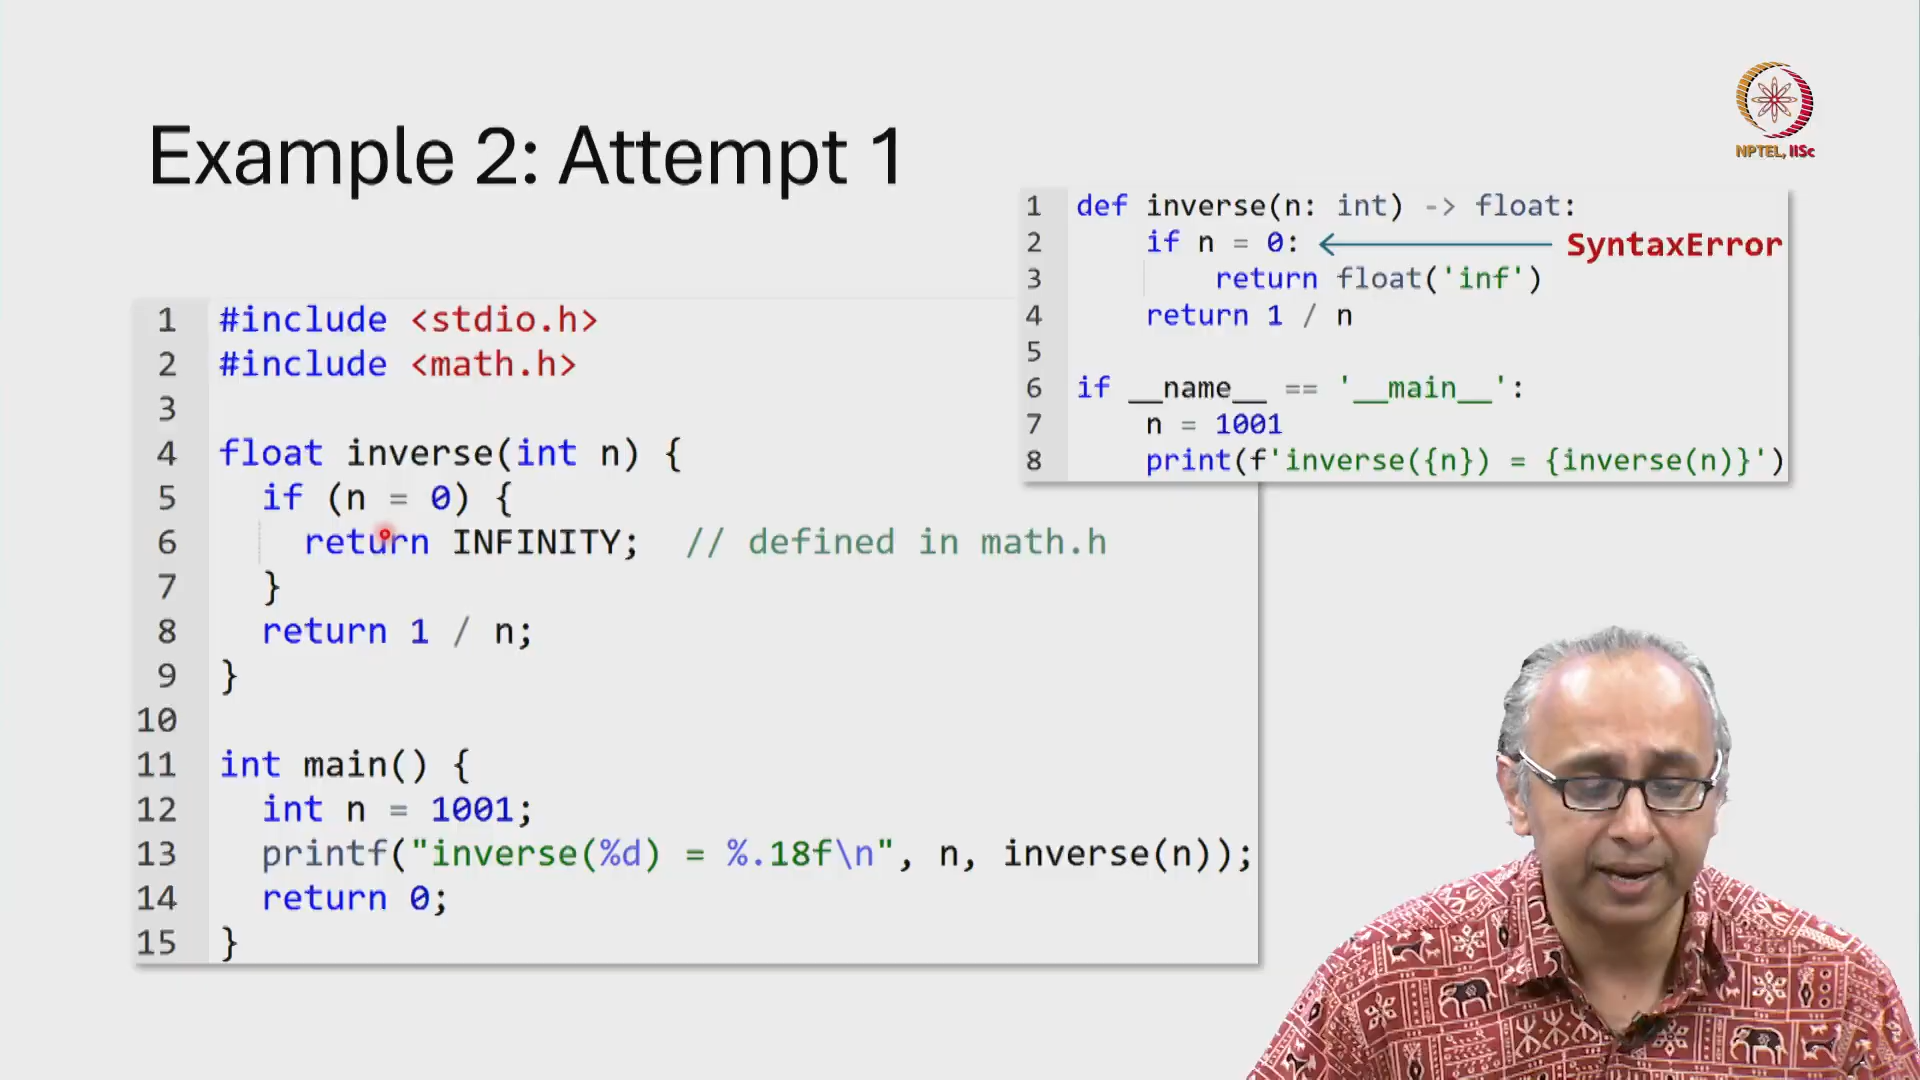 Example 2: Attempt 1
NPTEL, IISc
1 def inverse(n: int) -> float:
2 if n = 0: SyntaxError
3 return float('inf')
4 return 1 / n
5
6 if __name__ == '__main__':
7 n = 1001
8 print(f'inverse({n}) = {inverse(n)}')
1 #include <stdio.h>
2 #include <math.h>
3
4 float inverse(int n) {
5 if (n = 0) {
6 return INFINITY; // defined in math.h
7 }
8 return 1 / n;
9 }
10
11 int main() {
12 int n = 1001;
13 printf("inverse(%d) = %.18f\n", n, inverse(n));
14 return 0;
15 }